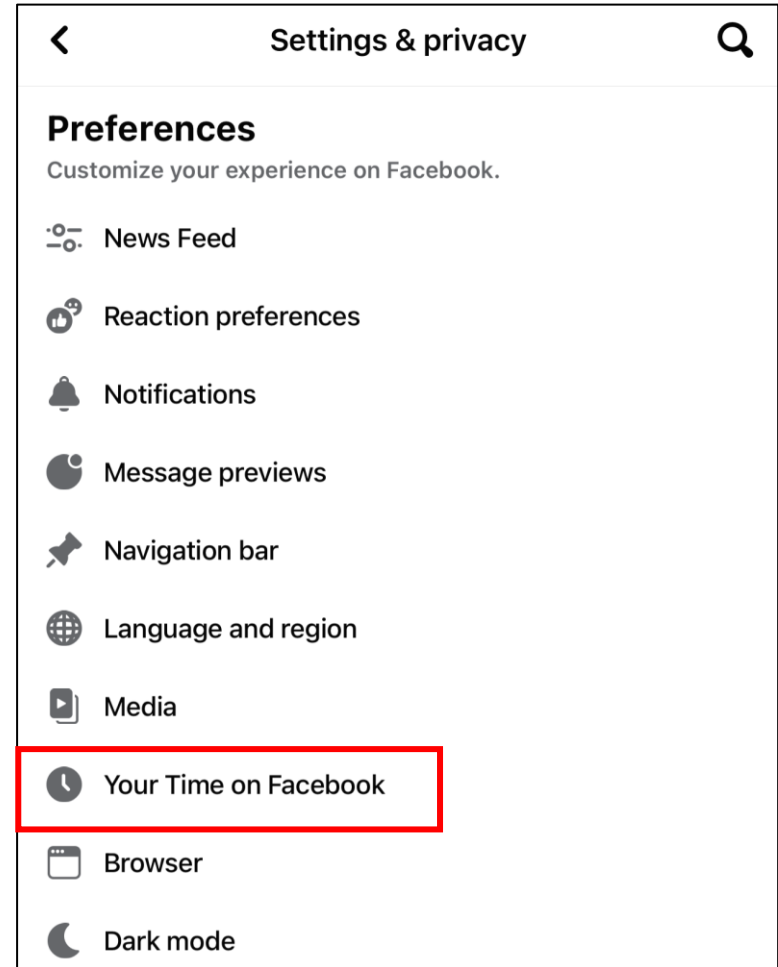 Settings & privacy
Preferences
Customize your experience on Facebook.
News Feed
Reaction preferences
Notifications
Message previews
Navigation bar
Language and region
Media
Your Time on Facebook
Browser
Dark mode